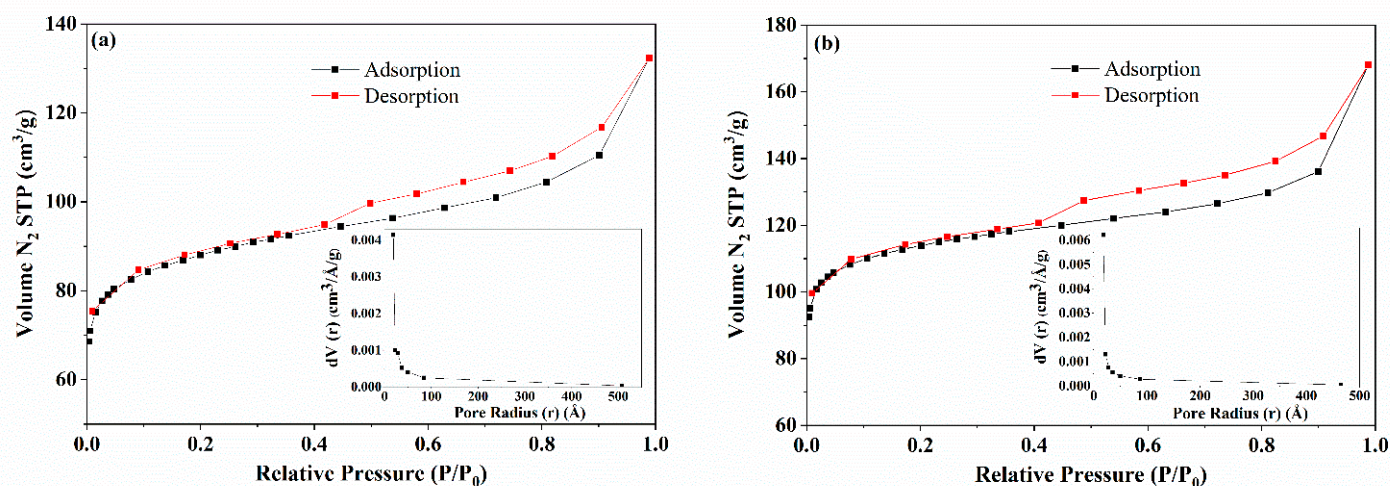 (a)
Adsorption
Desorption
Volume N₂ STP (cm³/g)
140
120
100
80
60
0.0 0.2 0.4 0.6 0.8 1.0
Relative Pressure (P/P₀)
dV (r) (cm³/Å/g)
0.004
0.003
0.002
0.001
0.000
0 100 200 300 400 500
Pore Radius (r) (Å)
(b)
Adsorption
Desorption
Volume N₂ STP (cm³/g)
180
160
140
120
100
80
60
0.0 0.2 0.4 0.6 0.8 1.0
Relative Pressure (P/P₀)
dV (r) (cm³/Å/g)
0.006
0.005
0.004
0.003
0.002
0.001
0.000
0 100 200 300 400 500
Pore Radius (r) (Å)